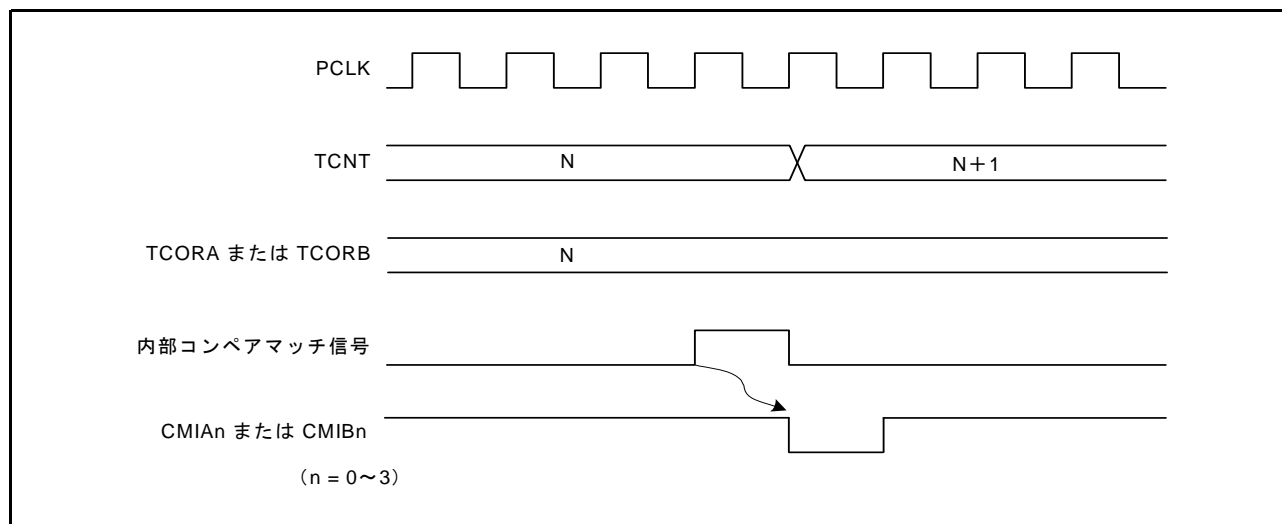 PCLK
TCNT
N
N+1
TCORA または TCORB
N
内部コンペアマッチ信号
CMIAn または CMIBn
(n = 0~3)